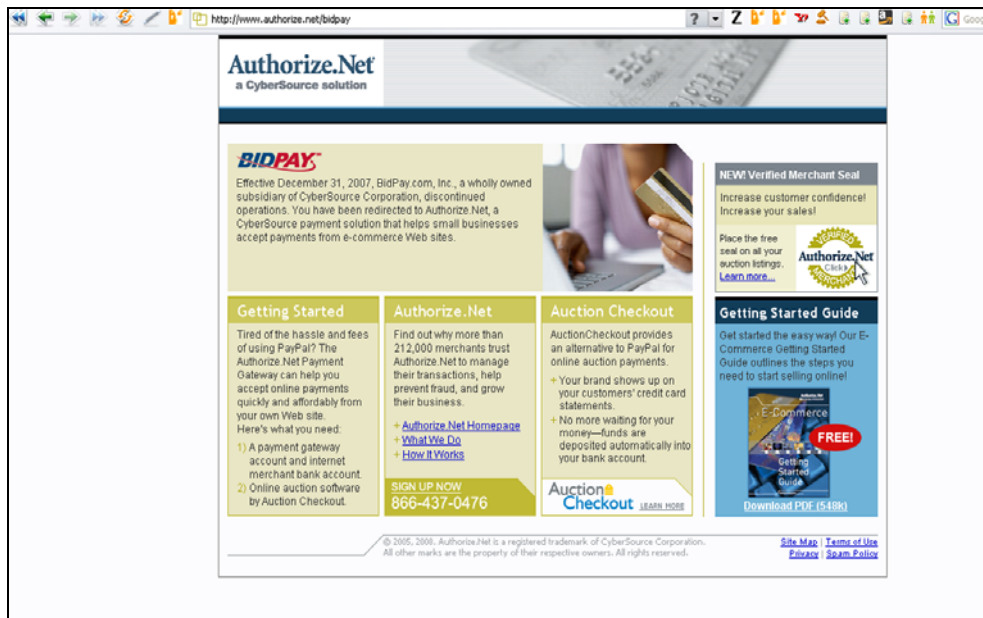 http://www.authorize.net/bidpay
?
Z
G Goog
Authorize.Net
a CyberSource solution
BIDPAY
Effective December 31, 2007, BidPay.com, Inc., a wholly owned
subsidiary of CyberSource Corporation, discontinued
operations. You have been redirected to Authorize.Net, a
CyberSource payment solution that helps small businesses
accept payments from e-commerce Web sites.
NEW! Verified Merchant Seal
Increase customer confidence!
Increase your sales!
Place the free
seal on all your
auction listings.
Learn more...
VERIFIED
Authorize.Net
Click
MERCHANT
Getting Started
Tired of the hassle and fees
of using PayPal? The
Authorize.Net Payment
Gateway can help you
accept online payments
quickly and affordably from
your own Web site.
Here's what you need:
1) A payment gateway
account and internet
merchant bank account.
2) Online auction software
by Auction Checkout.
Authorize.Net
Find out why more than
212,000 merchants trust
Authorize.Net to manage
their transactions, help
prevent fraud, and grow
their business.
+ Authorize.Net Homepage
+ What We Do
+ How It Works
SIGN UP NOW
866-437-0476
Auction Checkout
AuctionCheckout provides
an alternative to PayPal for
online auction payments.
+ Your brand shows up on
your customers' credit card
statements.
+ No more waiting for your
money—funds are
deposited automatically into
your bank account.
Auction
Checkout LEARN MORE
Getting Started Guide
Get started the easy way! Our E-
Commerce Getting Started
Guide outlines the steps you
need to start selling online!
Authorize.Net
E-Commerce
FREE!
Getting
Started
Guide
Download PDF (548k)
© 2005, 2008. Authorize.Net is a registered trademark of CyberSource Corporation.
All other marks are the property of their respective owners. All rights reserved.
Site Map | Terms of Use
Privacy | Spam Policy